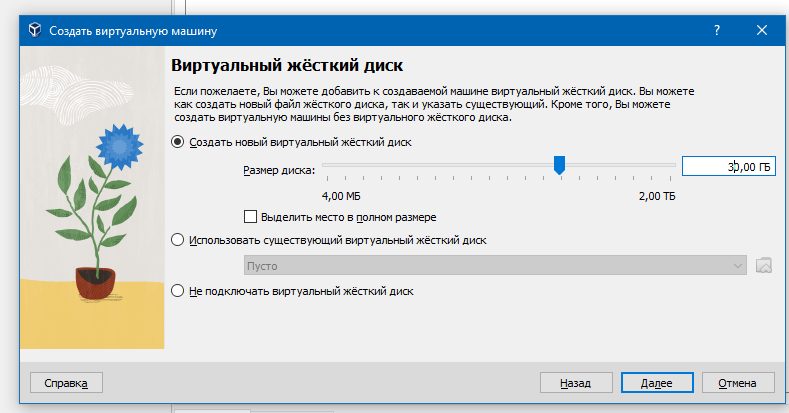 Создать виртуальную машину
Виртуальный жёсткий диск
Если пожелаете, Вы можете добавить к создаваемой машине виртуальный жёсткий диск. Вы можете
как создать новый файл жёсткого диска, так и указать существующий. Кроме того, Вы можете
создать виртуальную машины без виртуального жёсткого диска.
Создать новый виртуальный жёсткий диск
Размер диска:
30,00 ГБ
4,00 МБ
2,00 ТБ
Выделить место в полном размере
Использовать существующий виртуальный жёсткий диск
Пусто
Не подключать виртуальный жёсткий диск
Справка
Назад
Далее
Отмена